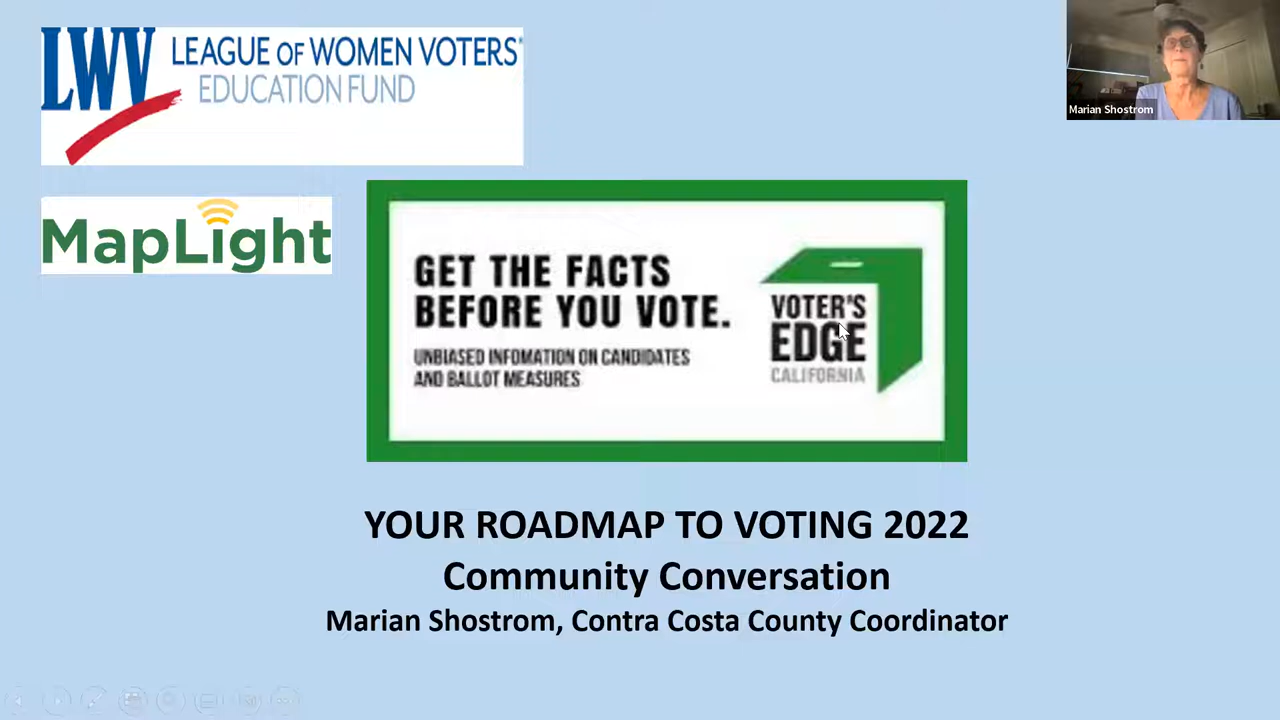 LWV LEAGUE OF WOMEN VOTERS®
EDUCATION FUND
Marian Shostrom
MapLight
GET THE FACTS
BEFORE YOU VOTE.
UNBIASED INFOMATION ON CANDIDATES
AND BALLOT MEASURES
VOTER'S
EDGE
CALIFORNIA
YOUR ROADMAP TO VOTING 2022
Community Conversation
Marian Shostrom, Contra Costa County Coordinator